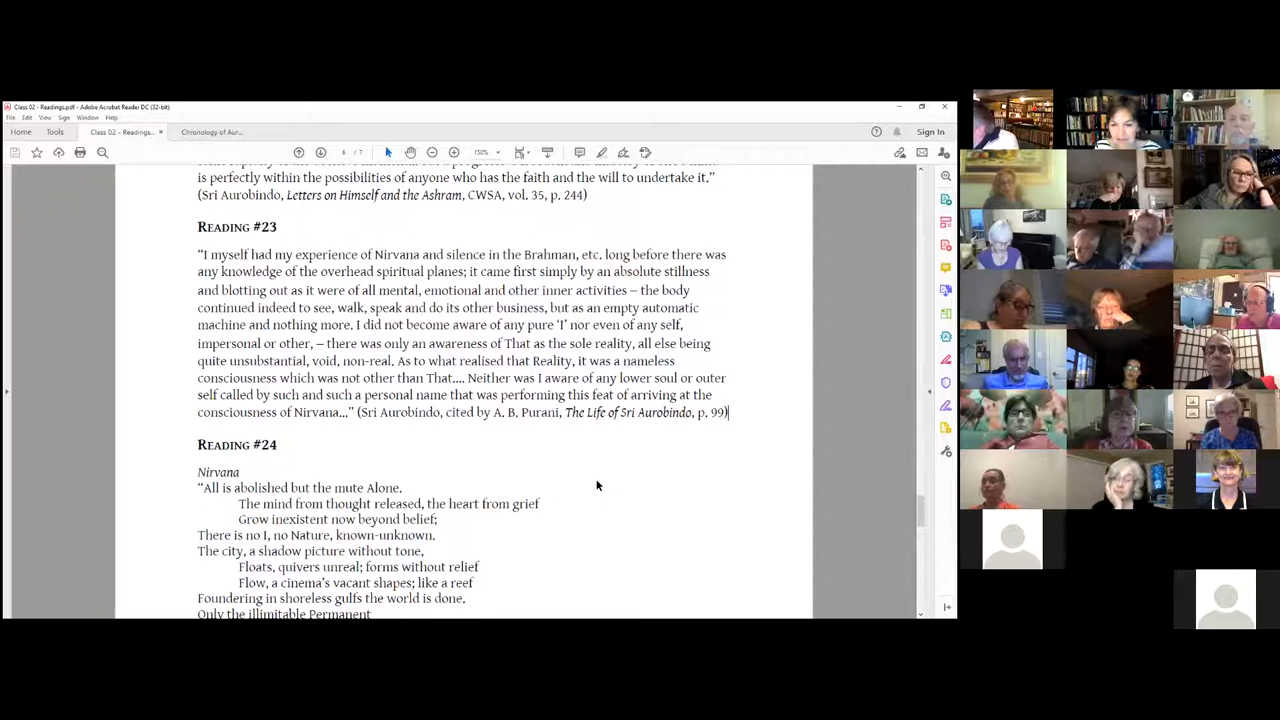 Class 02 - Readings.pdf - Adobe Acrobat Reader DC (32-bit)
File Edit View Sign Window Help
Home Tools Class 02 - Readings... × Chronology of Aur... Sign In
6 / 7 150%
is perfectly within the possibilities of anyone who has the faith and the will to undertake it.”
(Sri Aurobindo, Letters on Himself and the Ashram, CWSA, vol. 35, p. 244)
READING #23
“I myself had my experience of Nirvana and silence in the Brahman, etc. long before there was
any knowledge of the overhead spiritual planes; it came first simply by an absolute stillness
and blotting out as it were of all mental, emotional and other inner activities – the body
continued indeed to see, walk, speak and do its other business, but as an empty automatic
machine and nothing more. I did not become aware of any pure ‘I’ nor even of any self,
impersonal or other, – there was only an awareness of That as the sole reality, all else being
quite unsubstantial, void, non-real. As to what realised that Reality, it was a nameless
consciousness which was not other than That.... Neither was I aware of any lower soul or outer
self called by such and such a personal name that was performing this feat of arriving at the
consciousness of Nirvana...” (Sri Aurobindo, cited by A. B. Purani, The Life of Sri Aurobindo, p. 99)
READING #24
Nirvana
“All is abolished but the mute Alone.
The mind from thought released, the heart from grief
Grow inexistent now beyond belief;
There is no I, no Nature, known-unknown.
The city, a shadow picture without tone,
Floats, quivers unreal; forms without relief
Flow, a cinema’s vacant shapes; like a reef
Foundering in shoreless gulfs the world is done.
Only the illimitable Permanent